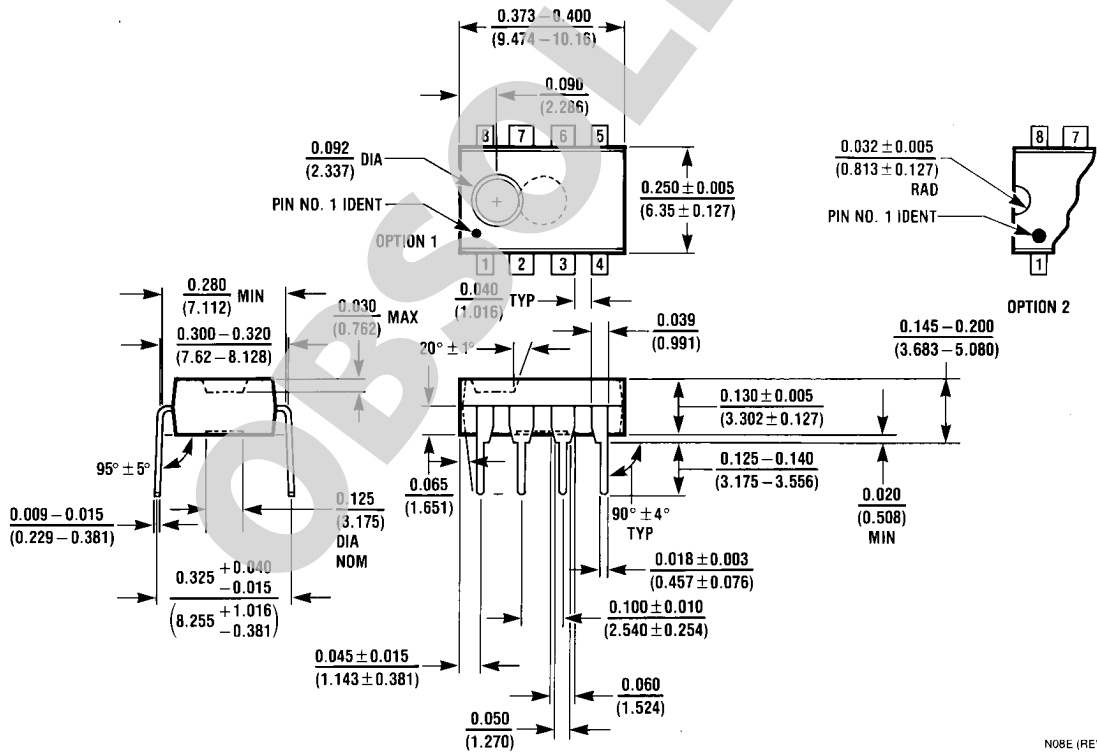 0.373 – 0.400
(9.474 – 10.16)
0.090
(2.286)
8 7 6 5
0.092 DIA
(2.337)
PIN NO. 1 IDENT
OPTION 1
0.250 ± 0.005
(6.35 ± 0.127)
1 2 3 4
8 7
0.032 ± 0.005
(0.813 ± 0.127)
RAD
PIN NO. 1 IDENT
1
OPTION 2
0.280 MIN
(7.112)
0.300 – 0.320
(7.62 – 8.128)
0.030 MAX
(0.762)
0.040 TYP
(1.016)
20° ± 1°
0.039
(0.991)
0.145 – 0.200
(3.683 – 5.080)
0.130 ± 0.005
(3.302 ± 0.127)
0.125 – 0.140
(3.175 – 3.556)
0.020
(0.508)
MIN
95° ± 5°
0.009 – 0.015
(0.229 – 0.381)
0.125
(3.175)
DIA
NOM
0.065
(1.651)
90° ± 4°
TYP
0.018 ± 0.003
(0.457 ± 0.076)
0.325 +0.040 -0.015
(8.255 +1.016 -0.381)
0.100 ± 0.010
(2.540 ± 0.254)
0.045 ± 0.015
(1.143 ± 0.381)
0.060
(1.524)
0.050
(1.270)
N08E (RE
OBSOL